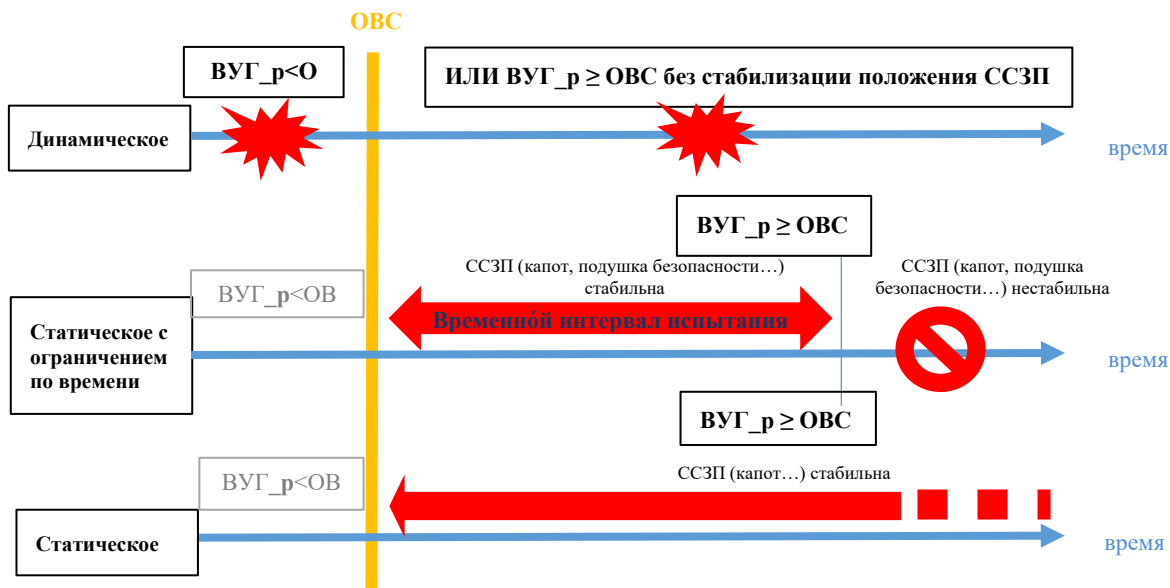 ОВС
ВУГ_р<О
ИЛИ ВУГ_р ≥ ОВС без стабилизации положения ССЗП
Динамическое
время
ВУГ_р ≥ ОВС
ССЗП (капот, подушка безопасности…)
стабильна
ССЗП (капот, подушка
безопасности…) нестабильна
ВУГ_р<ОВ
Временнóй интервал испытания
Статическое с
ограничением
по времени
время
ВУГ_р ≥ ОВС
ВУГ_р<ОВ
ССЗП (капот…) стабильна
Статическое
время